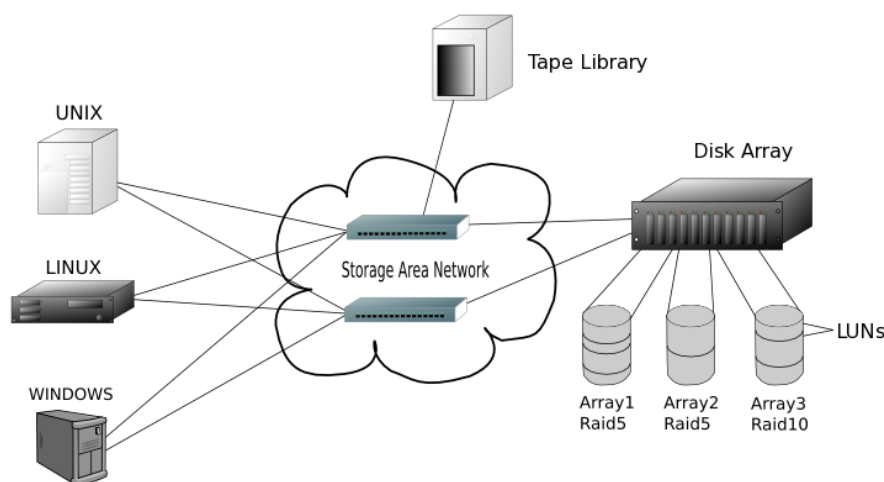 Tape Library
UNIX
Disk Array
LINUX
Storage Area Network
LUNs
WINDOWS
Array1
Raid5
Array2
Raid5
Array3
Raid10